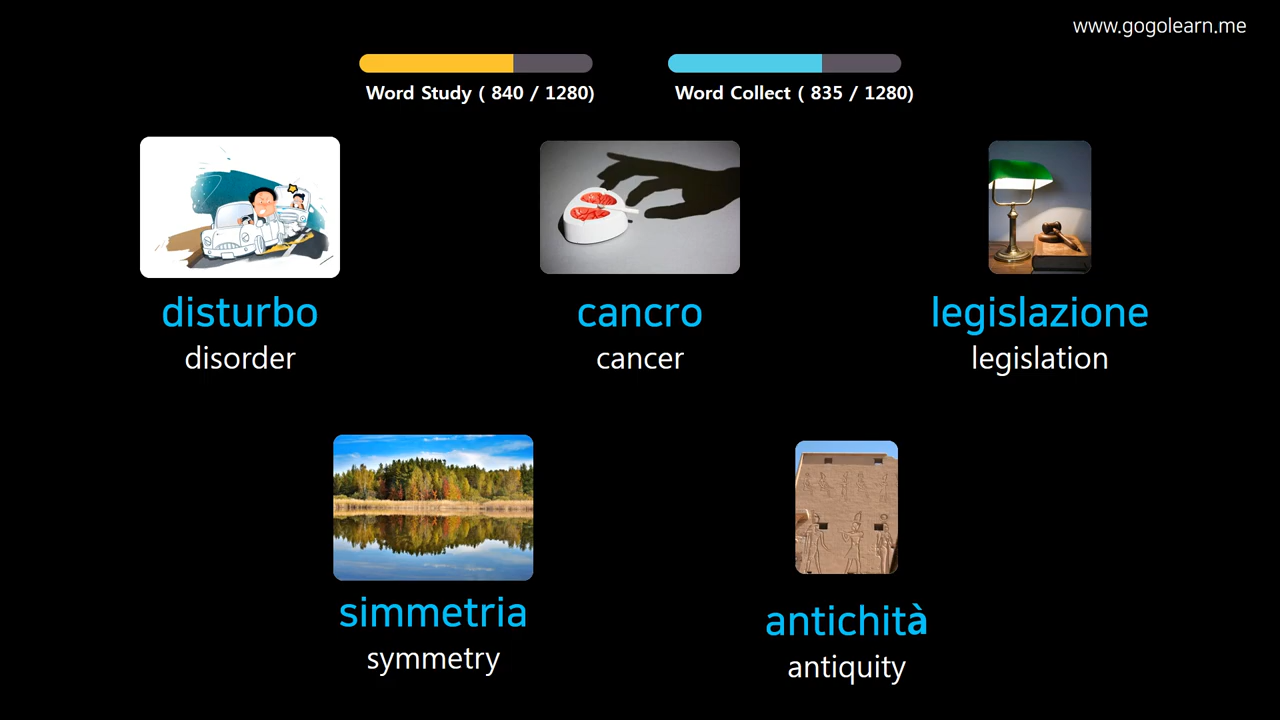 www.gogolearn.me
Word Study ( 840 / 1280)
Word Collect ( 835 / 1280)
disturbo
disorder
cancro
cancer
legislazione
legislation
simmetria
symmetry
antichità
antiquity